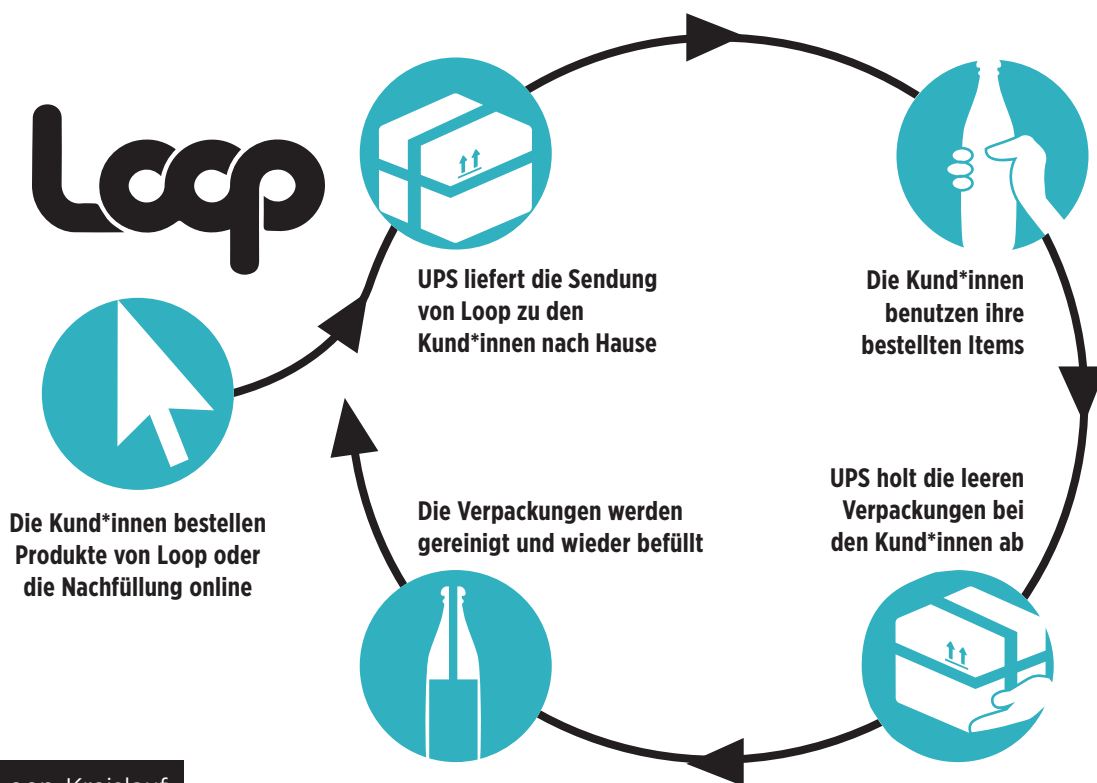 Loop
UPS liefert die Sendung
von Loop zu den
Kund*innen nach Hause
Die Kund*innen
benutzen ihre
bestellten Items
UPS holt die leeren
Verpackungen bei
den Kund*innen ab
Die Verpackungen werden
gereinigt und wieder befüllt
Die Kund*innen bestellen
Produkte von Loop oder
die Nachfüllung online
Kreislauf